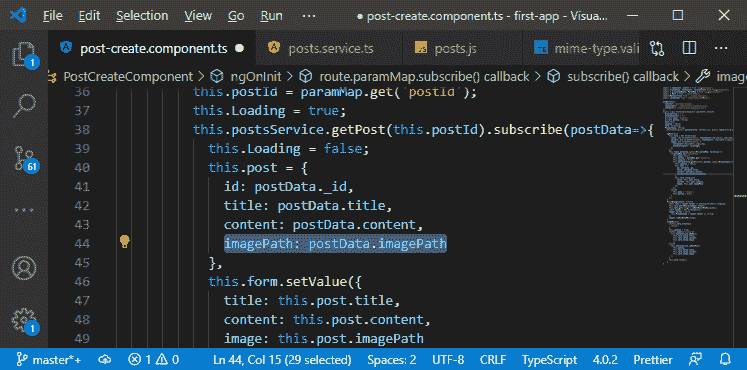 File Edit Selection View Go Run ··· post-create.component.ts - first-app - Visua...
post-create.component.ts ● posts.service.ts posts.js mime-type.vali
PostCreateComponent > ngOnInit > route.paramMap.subscribe() callback > subscribe() callback > imag
36 this.postId = paramMap.get('postId');
37 this.Loading = true;
38 this.postsService.getPost(this.postId).subscribe(postData=>{
39 this.Loading = false;
40 this.post = {
41 id: postData._id,
42 title: postData.title,
43 content: postData.content,
44 imagePath: postData.imagePath
45 },
46 this.form.setValue({
47 title: this.post.title,
48 content: this.post.content,
49 image: this.post.imagePath
1
61
1
master*+ 1 0 Ln 44, Col 15 (29 selected) Spaces: 2 UTF-8 CRLF TypeScript 4.0.2 Prettier